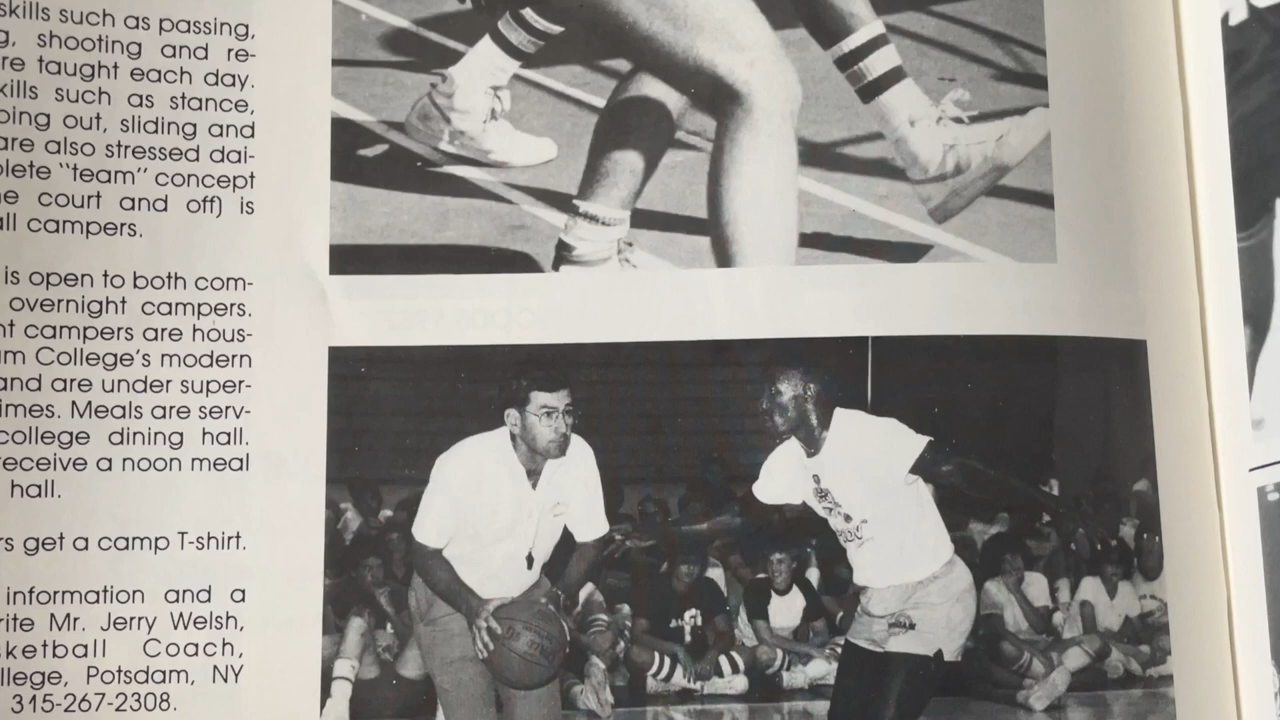 skills such as passing,
g, shooting and re-
re taught each day.
kills such as stance,
oing out, sliding and
are also stressed dai-
plete "team" concept
e court and off) is
all campers.
is open to both com-
overnight campers.
nt campers are hous-
am College's modern
and are under super-
imes. Meals are serv-
college dining hall.
receive a noon meal
hall.
rs get a camp T-shirt.
information and a
rite Mr. Jerry Welsh,
sketball Coach,
llege, Potsdam, NY
315-267-2308.